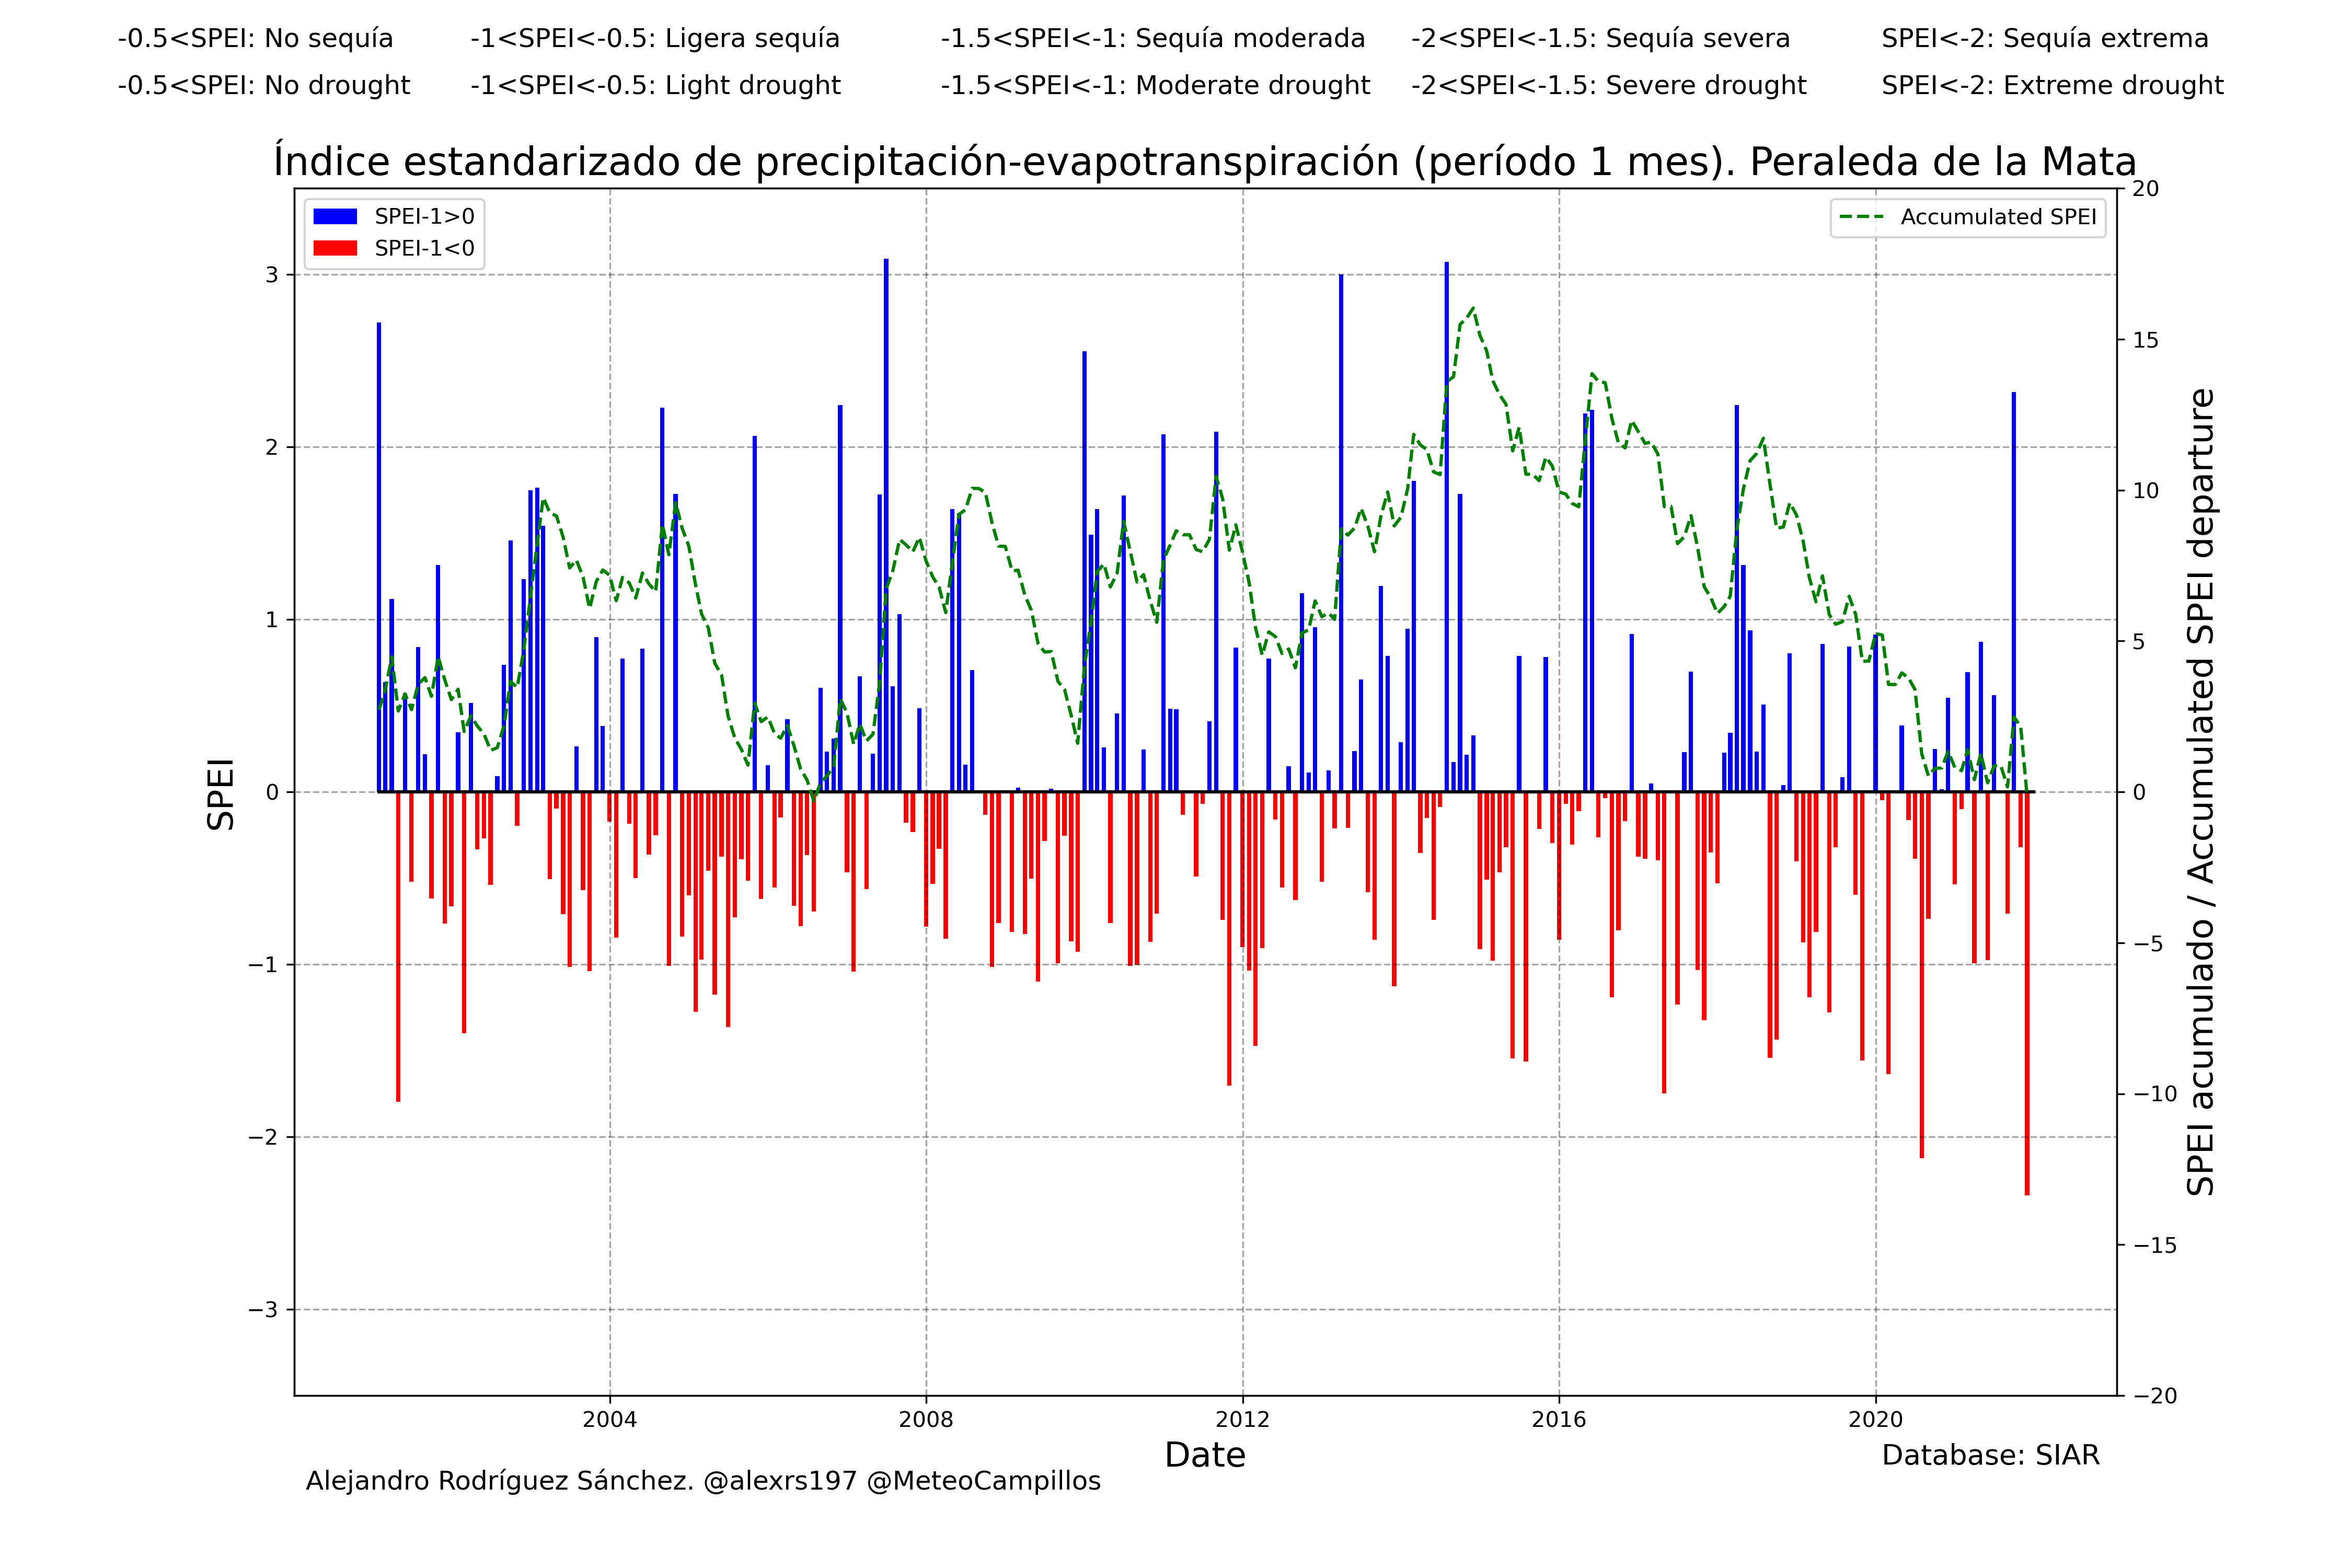 -0.5<SPEI: No sequía -1<SPEI<-0.5: Ligera sequía -1.5<SPEI<-1: Sequía moderada -2<SPEI<-1.5: Sequía severa SPEI<-2: Sequía extrema
-0.5<SPEI: No drought -1<SPEI<-0.5: Light drought -1.5<SPEI<-1: Moderate drought -2<SPEI<-1.5: Severe drought SPEI<-2: Extreme drought
Índice estandarizado de precipitación-evapotranspiración (período 1 mes). Peraleda de la Mata
SPEI-1>0
SPEI-1<0
Accumulated SPEI
SPEI
3
2
1
0
−1
−2
−3
20
15
10
5
0
−5
−10
−15
−20
SPEI acumulado / Accumulated SPEI departure
2004 2008 2012 2016 2020
Date
Database: SIAR
Alejandro Rodríguez Sánchez. @alexrs197 @MeteoCampillos